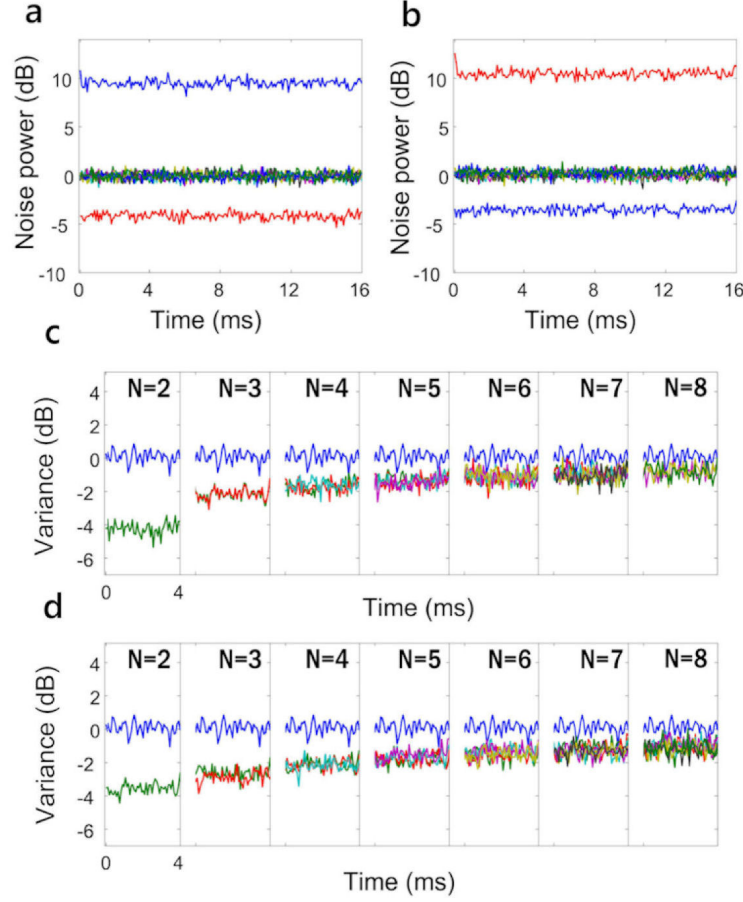 a
b
Noise power (dB)
10
5
0
-5
-10
0
4
8
12
16
Time (ms)
Noise power (dB)
10
5
0
-5
-10
0
4
8
12
16
Time (ms)
c
Variance (dB)
4
2
0
-2
-4
-6
N=2
N=3
N=4
N=5
N=6
N=7
N=8
0
4
Time (ms)
d
Variance (dB)
4
2
0
-2
-4
-6
N=2
N=3
N=4
N=5
N=6
N=7
N=8
0
4
Time (ms)